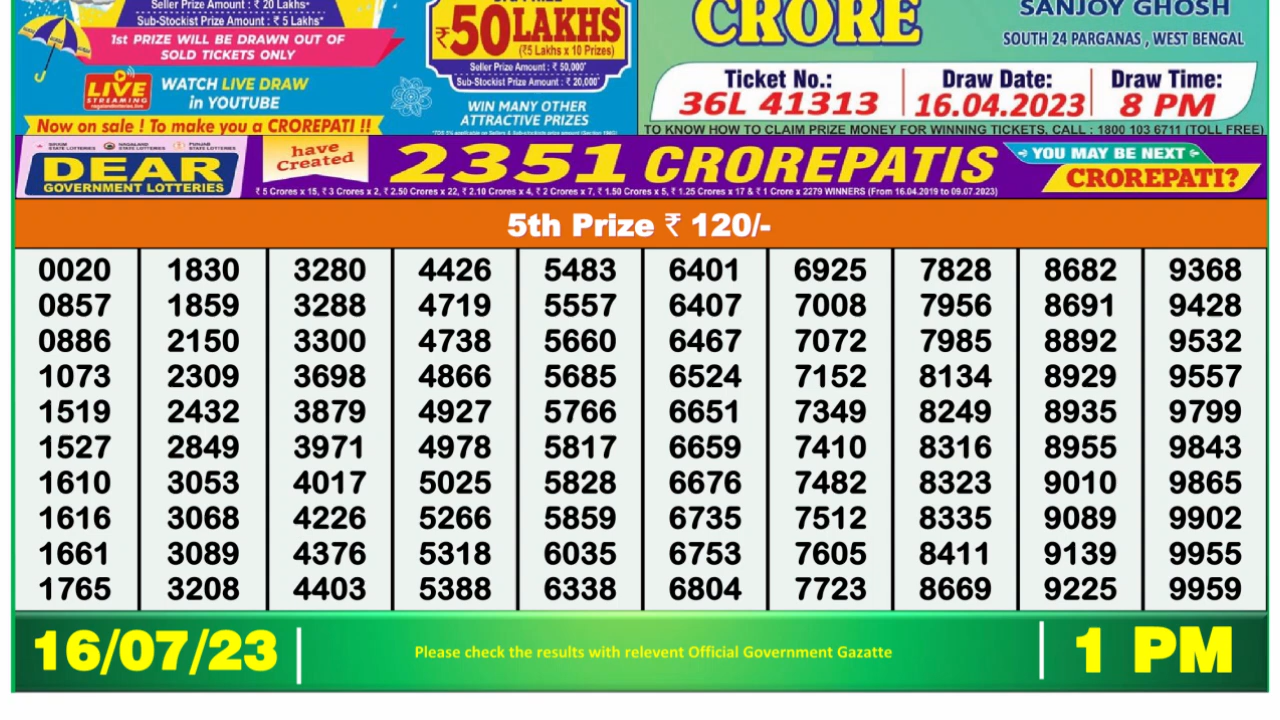 Seller Prize Amount : ₹ 20 Lakhs*
Sub-Stockist Prize Amount : ₹ 5 Lakhs*
1st PRIZE WILL BE DRAWN OUT OF
SOLD TICKETS ONLY
LIVE
STREAMING
WATCH LIVE DRAW
in YOUTUBE
Now on sale ! To make you a CROREPATI !!
₹50LAKHS
(₹5 Lakhs x 10 Prizes)
Seller Prize Amount : ₹ 50,000*
Sub-Stockist Prize Amount : ₹ 20,000*
WIN MANY OTHER
ATTRACTIVE PRIZES
CRORE
SANJOY GHOSH
SOUTH 24 PARGANAS , WEST BENGAL
Ticket No.: Draw Date: Draw Time:
36L 41313 16.04.2023 8 PM
TO KNOW HOW TO CLAIM PRIZE MONEY FOR WINNING TICKETS, CALL : 1800 103 6711 (TOLL FREE)
SIKKIM STATE LOTTERIES NAGALAND STATE LOTTERIES PUNJAB STATE LOTTERIES
DEAR
GOVERNMENT LOTTERIES
have
Created
2351 CROREPATIS
₹ 5 Crores x 15, ₹ 3 Crores x 2, ₹ 2.50 Crores x 22, ₹ 2.10 Crores x 4, ₹ 2 Crores x 7, ₹ 1.50 Crores x 5, ₹ 1.25 Crores x 17 & ₹ 1 Crore x 2279 WINNERS (From 16.04.2019 to 09.07.2023)
YOU MAY BE NEXT
CROREPATI?
5th Prize ₹ 120/-
0020 1830 3280 4426 5483 6401 6925 7828 8682 9368
0857 1859 3288 4719 5557 6407 7008 7956 8691 9428
0886 2150 3300 4738 5660 6467 7072 7985 8892 9532
1073 2309 3698 4866 5685 6524 7152 8134 8929 9557
1519 2432 3879 4927 5766 6651 7349 8249 8935 9799
1527 2849 3971 4978 5817 6659 7410 8316 8955 9843
1610 3053 4017 5025 5828 6676 7482 8323 9010 9865
1616 3068 4226 5266 5859 6735 7512 8335 9089 9902
1661 3089 4376 5318 6035 6753 7605 8411 9139 9955
1765 3208 4403 5388 6338 6804 7723 8669 9225 9959
16/07/23
Please check the results with relevent Official Government Gazatte
1 PM